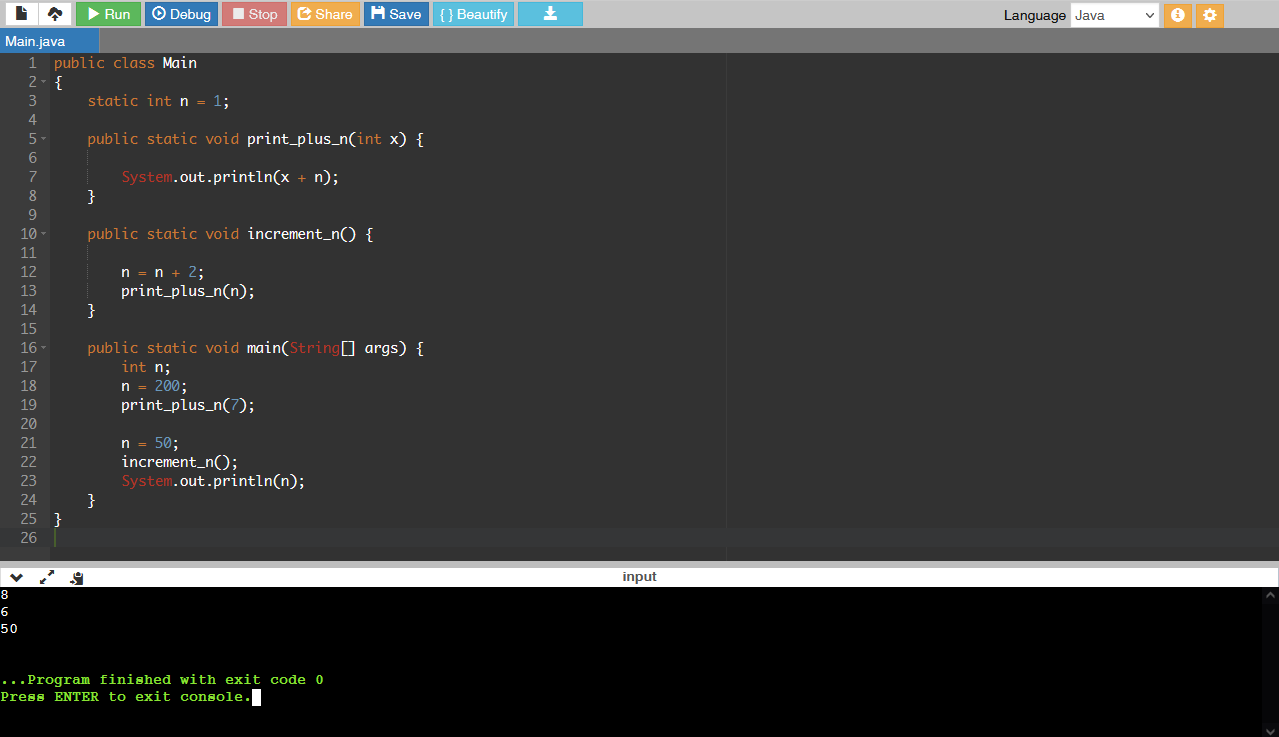 Run Debug Stop Share Save { } Beautify Language Java
Main.java
1 public class Main
2 {
3     static int n = 1;
4
5     public static void print_plus_n(int x) {
6
7         System.out.println(x + n);
8     }
9
10     public static void increment_n() {
11
12         n = n + 2;
13         print_plus_n(n);
14     }
15
16     public static void main(String[] args) {
17         int n;
18         n = 200;
19         print_plus_n(7);
20
21         n = 50;
22         increment_n();
23         System.out.println(n);
24     }
25 }
26
input
8
6
50
...Program finished with exit code 0
Press ENTER to exit console.